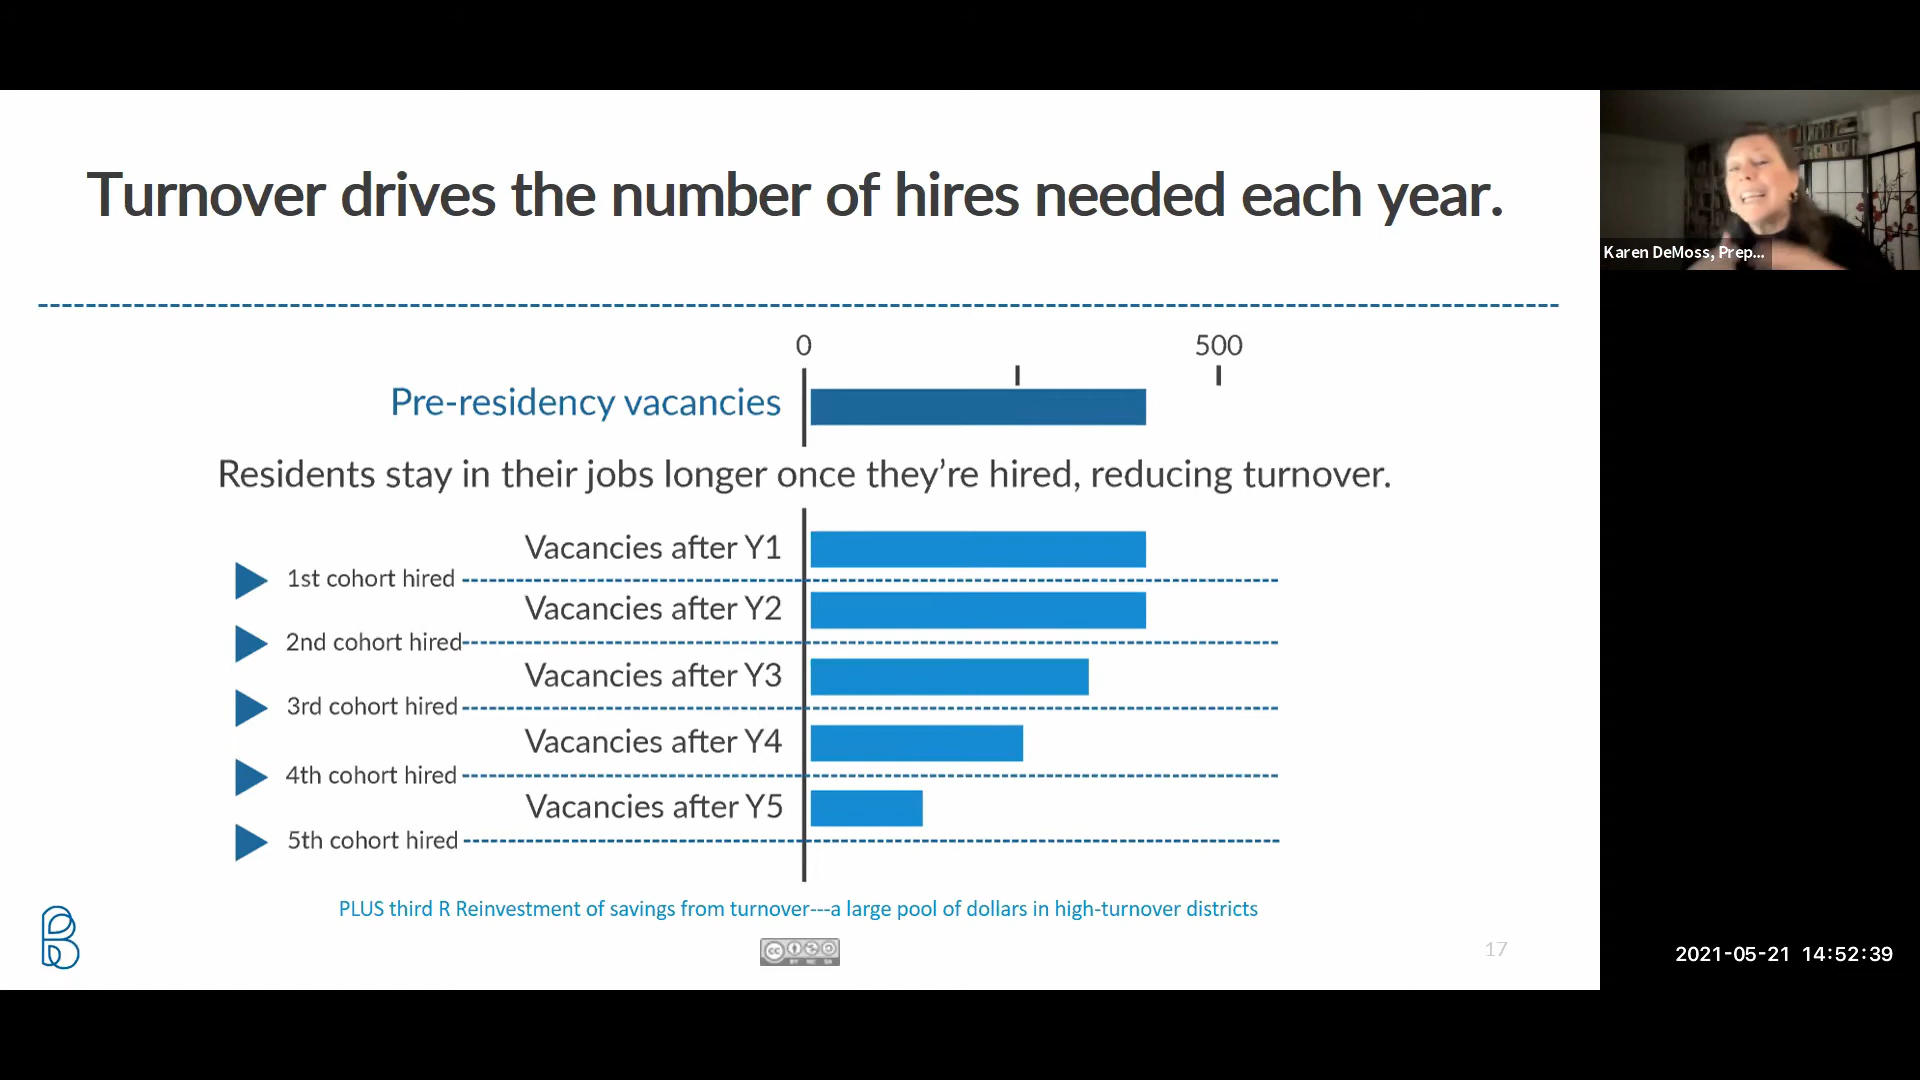 Turnover drives the number of hires needed each year.
Karen DeMoss, Prep...
0 500
Pre-residency vacancies
Residents stay in their jobs longer once they’re hired, reducing turnover.
Vacancies after Y1
1st cohort hired
Vacancies after Y2
2nd cohort hired
Vacancies after Y3
3rd cohort hired
Vacancies after Y4
4th cohort hired
Vacancies after Y5
5th cohort hired
PLUS third R Reinvestment of savings from turnover---a large pool of dollars in high-turnover districts
cc
BY NC SA
17
2021-05-21 14:52:39